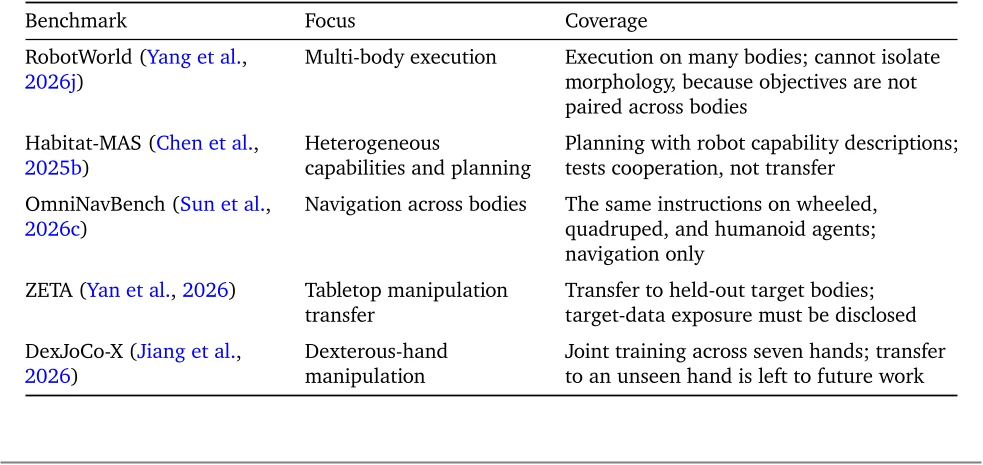 Benchmark Focus Coverage
RobotWorld (Yang et al., Multi-body execution Execution on many bodies; cannot isolate
2026j) morphology, because objectives are not
paired across bodies
Habitat-MAS (Chen et al., Heterogeneous Planning with robot capability descriptions;
2025b) capabilities and planning tests cooperation, not transfer
OmniNavBench (Sun et al., Navigation across bodies The same instructions on wheeled,
2026c) quadruped, and humanoid agents;
navigation only
ZETA (Yan et al., 2026) Tabletop manipulation Transfer to held-out target bodies;
transfer target-data exposure must be disclosed
DexJoCo-X (Jiang et al., Dexterous-hand Joint training across seven hands; transfer
2026) manipulation to an unseen hand is left to future work